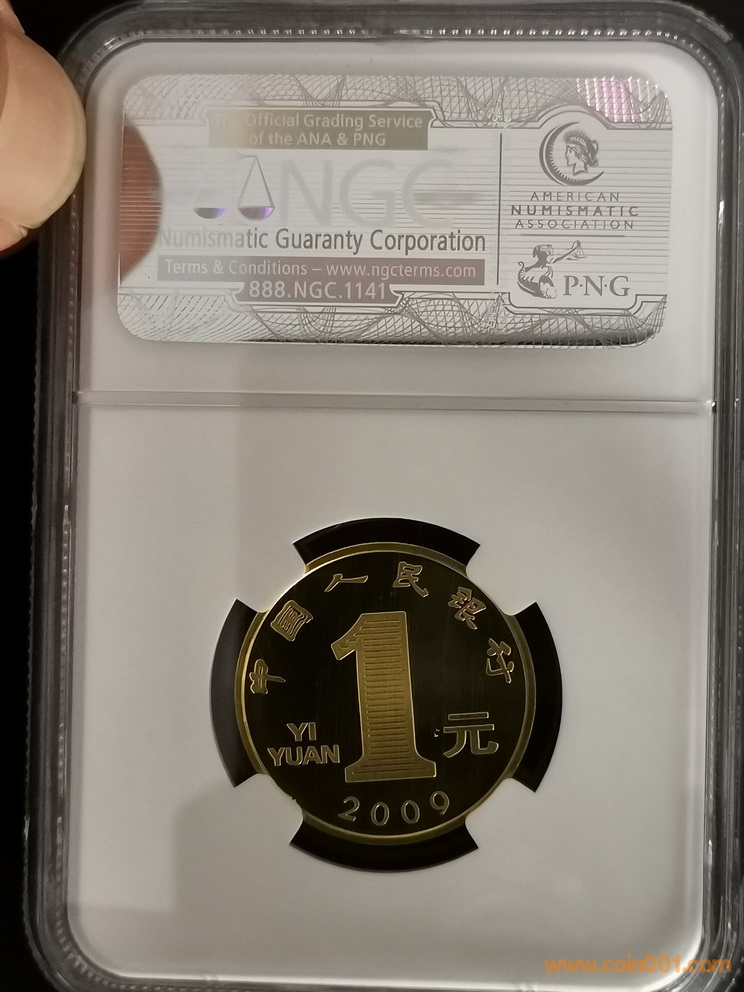 The Official Grading Service
of the ANA & PNG
NGC
Numismatic Guaranty Corporation
Terms & Conditions – www.ngcterms.com
888.NGC.1141
AMERICAN
NUMISMATIC
ASSOCIATION
P·N·G
中国人民银行
1
YI
YUAN
元
2009
www.coin001.com